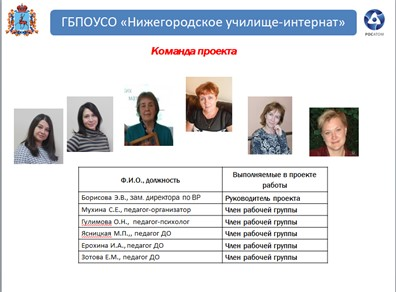 ГБПОУСО «Нижегородское училище-интернат»
РОСАТОМ
Команда проекта
Ф.И.О., должность
Выполняемые в проекте
работы
Борисова Э.В., зам. директора по ВР
Руководитель проекта
Мухина С.Е., педагог-организатор
Член рабочей группы
Гулимова О.Н., педагог-психолог
Член рабочей группы
Ясницкая М.П.,, педагог ДО
Член рабочей группы
Ерохина И.А., педагог ДО
Член рабочей группы
Зотова Е.М., педагог ДО
Член рабочей группы